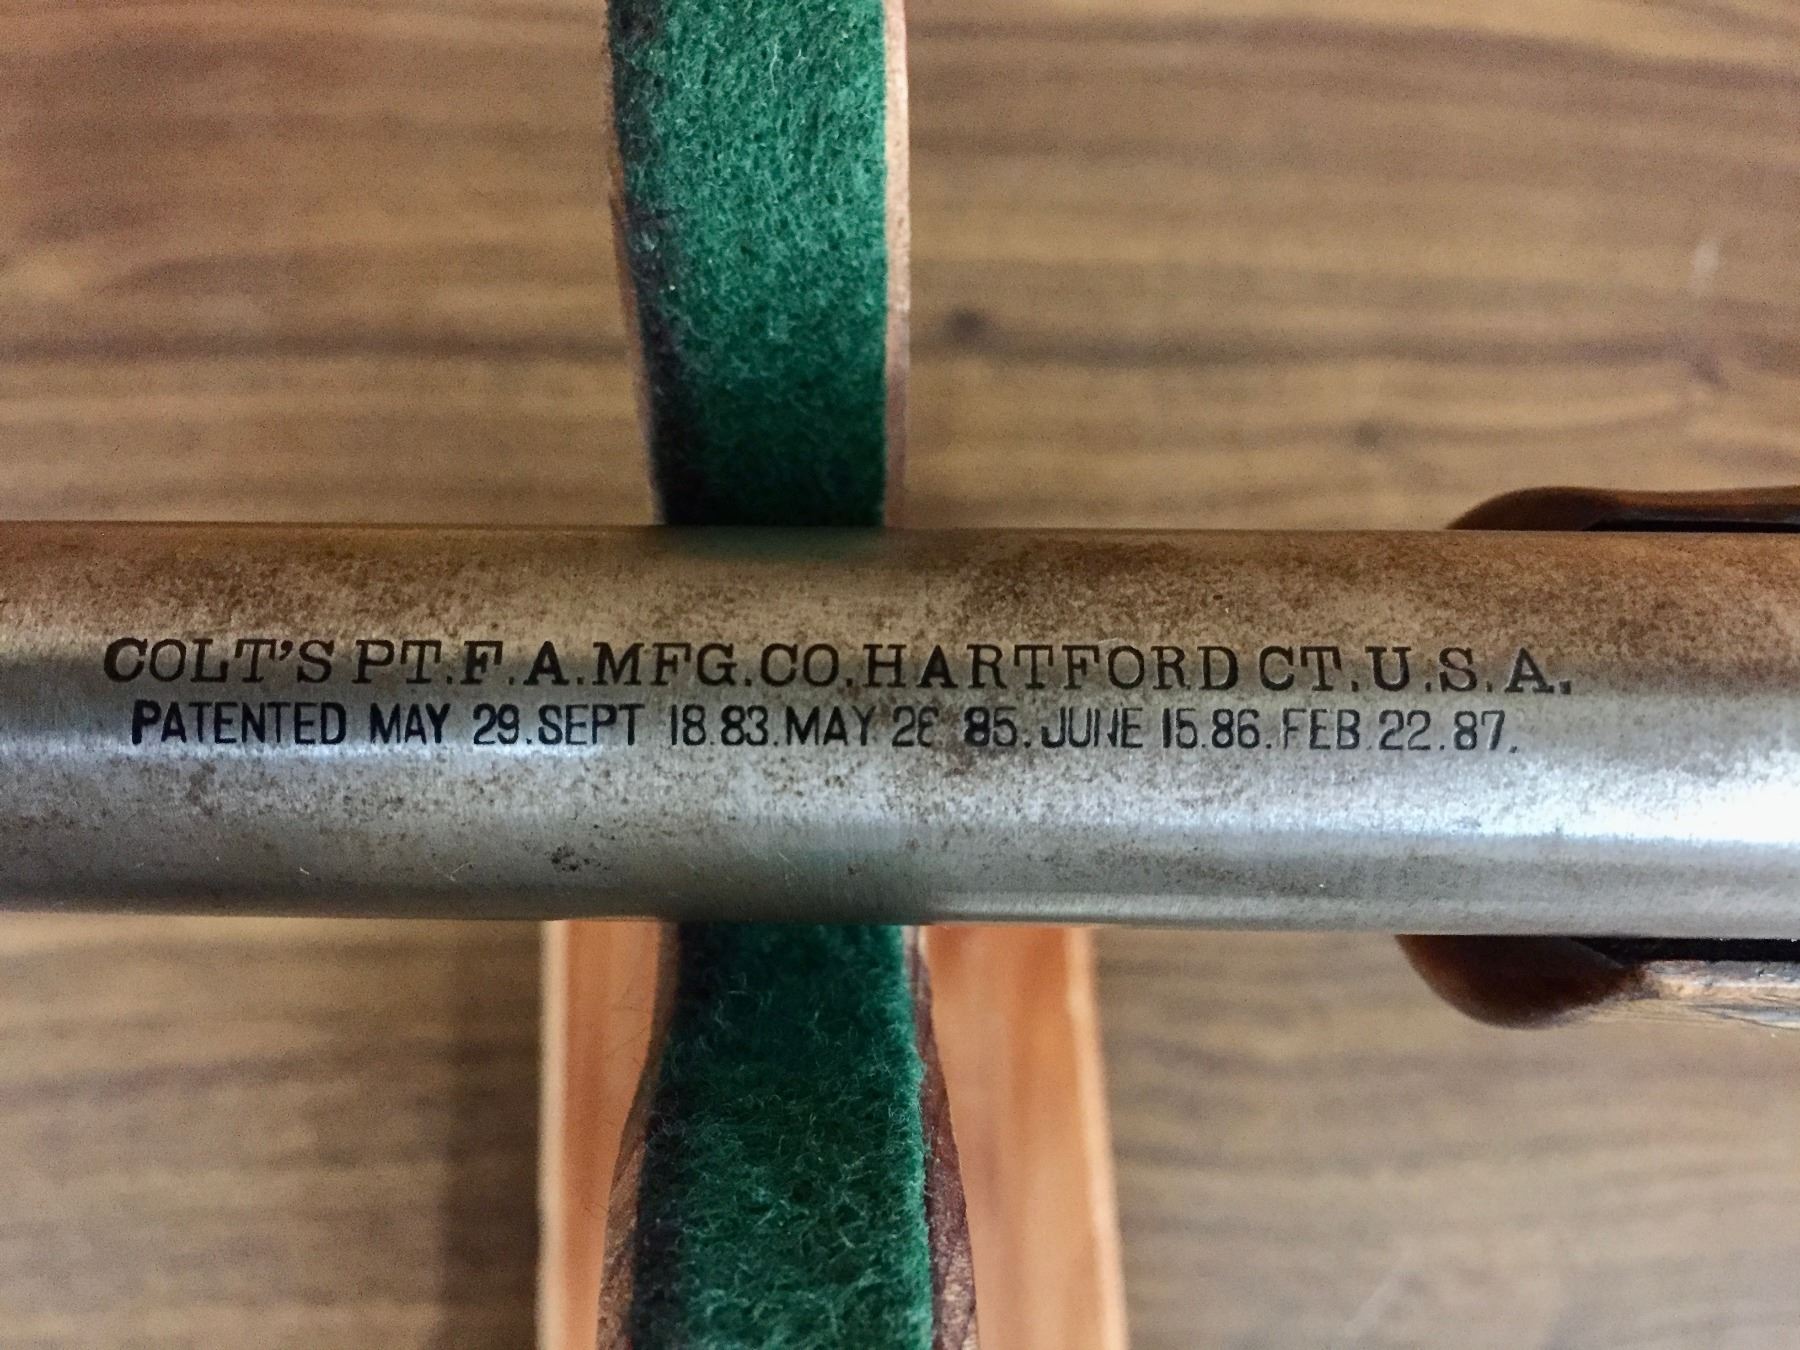 COLT'S PT.F.A.MFG.CO.HARTFORD CT.U.S.A.
PATENTED MAY 29.SEPT 18.83.MAY 26 85.JUNE 15.86.FEB.22.87.